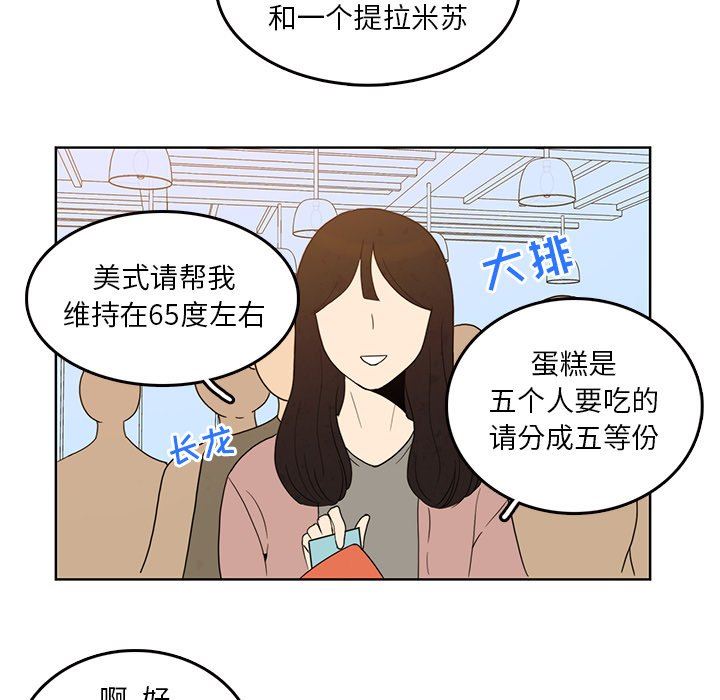 和一个提拉米苏
美式请帮我
维持在65度左右
大排
长龙
蛋糕是
五个人要吃的
请分成五等份
啊, 好